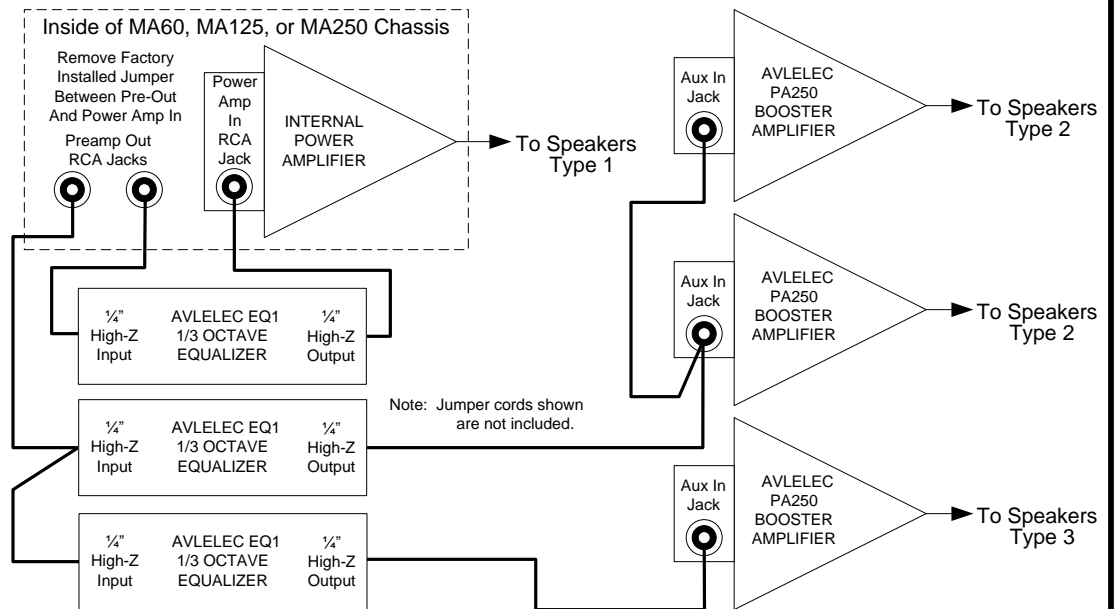 Inside of MA60, MA125, or MA250 Chassis
Remove Factory
Installed Jumper
Between Pre-Out
And Power Amp In
Preamp Out
RCA Jacks
Power
Amp
In
RCA
Jack
INTERNAL
POWER
AMPLIFIER
To Speakers
Type 1
Aux In
Jack
AVLELEC
PA250
BOOSTER
AMPLIFIER
To Speakers
Type 2
Aux In
Jack
AVLELEC
PA250
BOOSTER
AMPLIFIER
To Speakers
Type 2
¼”
High-Z
Input
AVLELEC EQ1
1/3 OCTAVE
EQUALIZER
¼”
High-Z
Output
Note: Jumper cords shown
are not included.
¼”
High-Z
Input
AVLELEC EQ1
1/3 OCTAVE
EQUALIZER
¼”
High-Z
Output
¼”
High-Z
Input
AVLELEC EQ1
1/3 OCTAVE
EQUALIZER
¼”
High-Z
Output
Aux In
Jack
AVLELEC
PA250
BOOSTER
AMPLIFIER
To Speakers
Type 3